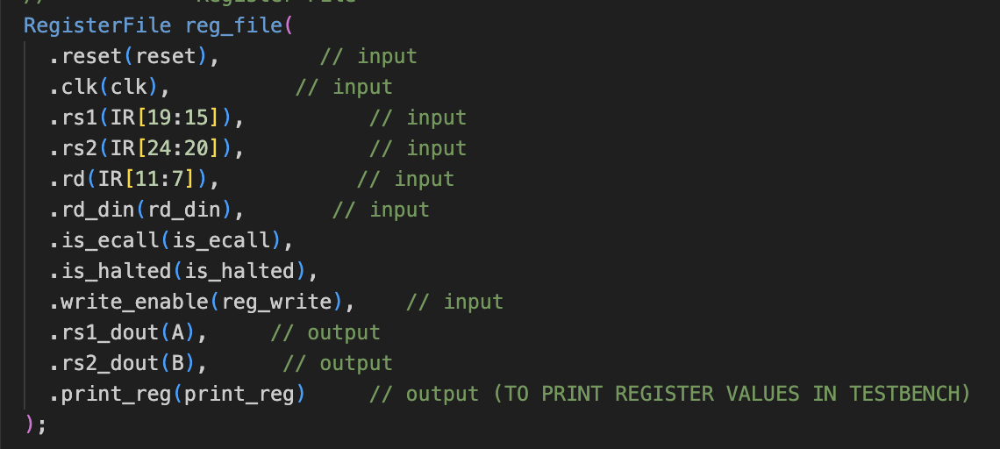 // Register File
RegisterFile reg_file(
.reset(reset), // input
.clk(clk), // input
.rs1(IR[19:15]), // input
.rs2(IR[24:20]), // input
.rd(IR[11:7]), // input
.rd_din(rd_din), // input
.is_ecall(is_ecall),
.is_halted(is_halted),
.write_enable(reg_write), // input
.rs1_dout(A), // output
.rs2_dout(B), // output
.print_reg(print_reg) // output (TO PRINT REGISTER VALUES IN TESTBENCH)
);